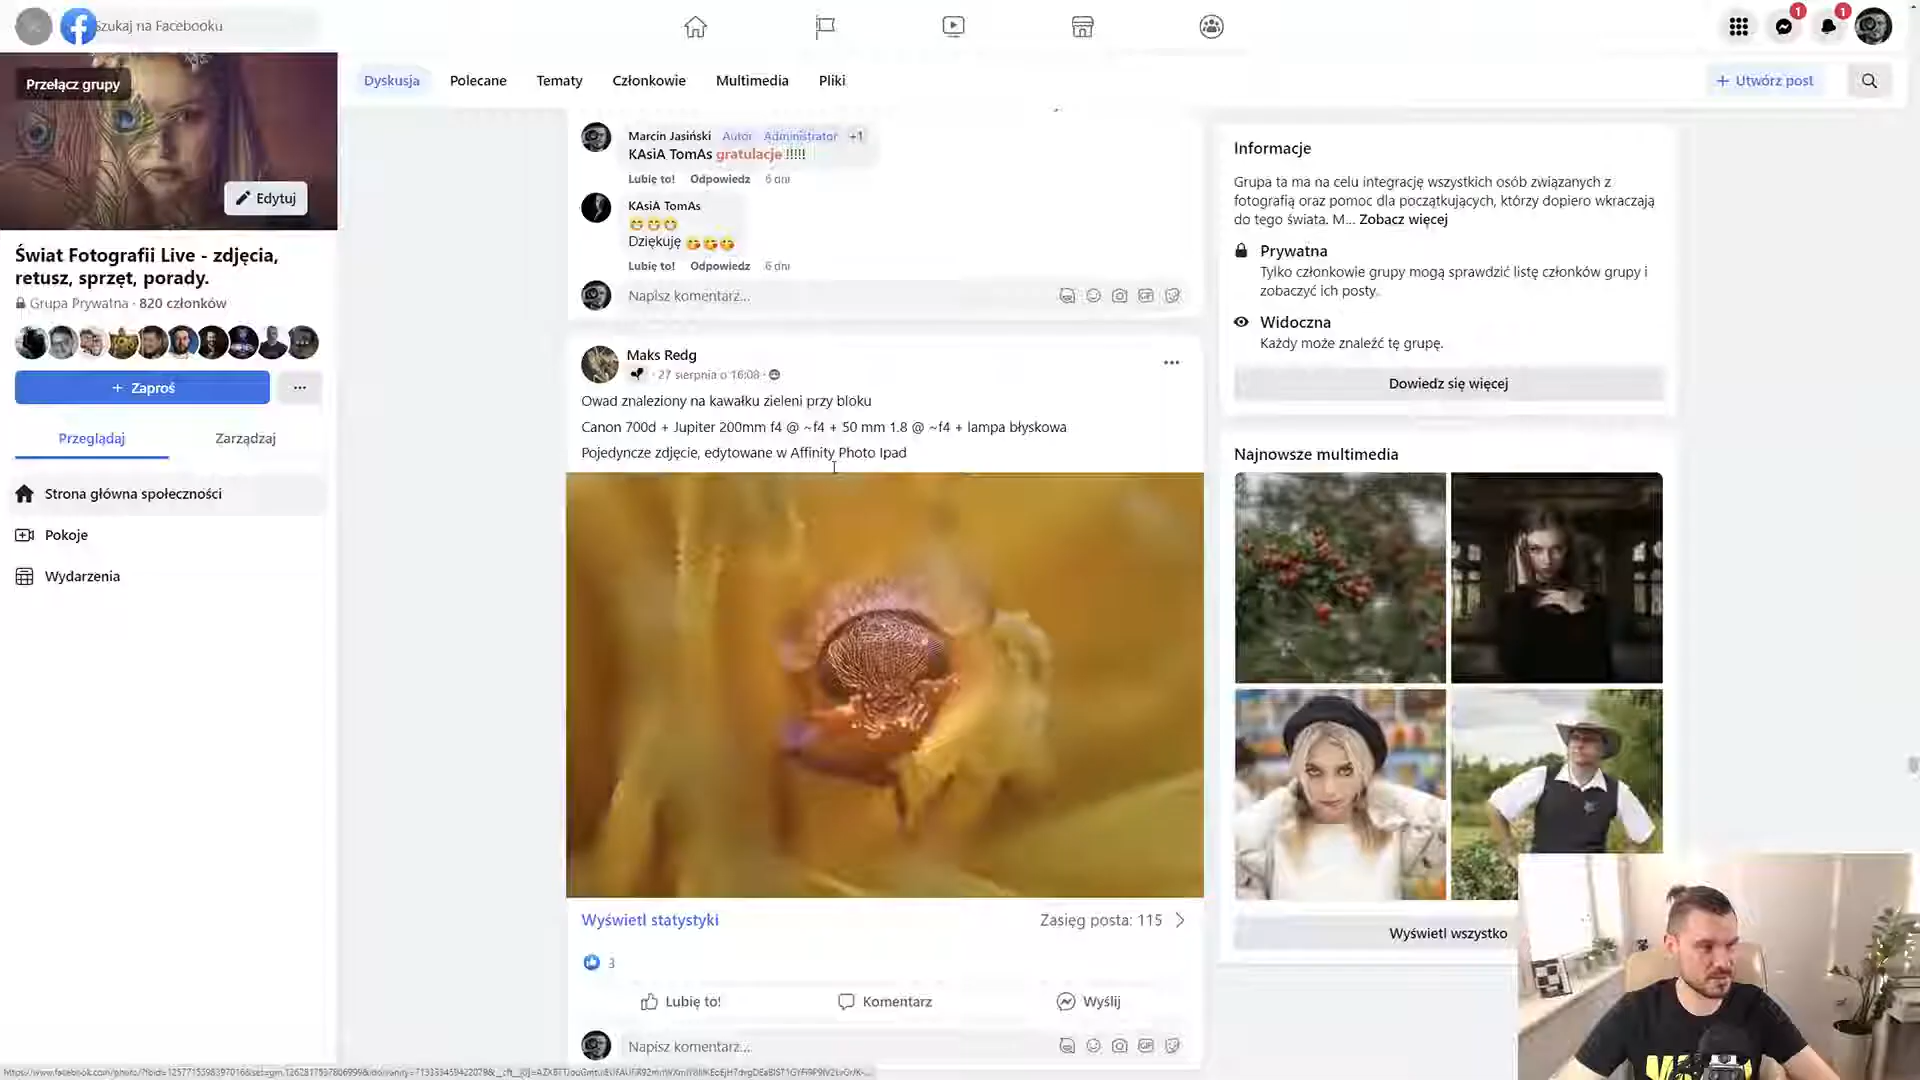 Szukaj na Facebooku
1
1
Przełącz grupy
Edytuj
Świat Fotografii Live - zdjęcia,
retusz, sprzęt, porady.
Grupa Prywatna · 820 członków
+ Zaproś
Przeglądaj
Zarządzaj
Strona główna społeczności
Pokoje
Wydarzenia
Dyskusja
Polecane
Tematy
Członkowie
Multimedia
Pliki
+ Utwórz post
Marcin Jasiński Autor Administrator +1
KAsiA TomAs gratulacje !!!!!
Lubię to! Odpowiedz 6 dni
KAsiA TomAs
Dziękuję
Lubię to! Odpowiedz 6 dni
Napisz komentarz...
Maks Redg
· 27 sierpnia o 16:08 ·
Owad znaleziony na kawałku zieleni przy bloku
Canon 700d + Jupiter 200mm f4 @ ~f4 + 50 mm 1.8 @ ~f4 + lampa błyskowa
Pojedyncze zdjęcie, edytowane w Affinity Photo Ipad
Wyświetl statystyki
Zasięg posta: 115
3
Lubię to!
Komentarz
Wyślij
Napisz komentarz...
Informacje
Grupa ta ma na celu integrację wszystkich osób związanych z
fotografią oraz pomoc dla początkujących, którzy dopiero wkraczają
do tego świata. M... Zobacz więcej
Prywatna
Tylko członkowie grupy mogą sprawdzić listę członków grupy i
zobaczyć ich posty.
Widoczna
Każdy może znaleźć tę grupę.
Dowiedz się więcej
Najnowsze multimedia
Wyświetl wszystko